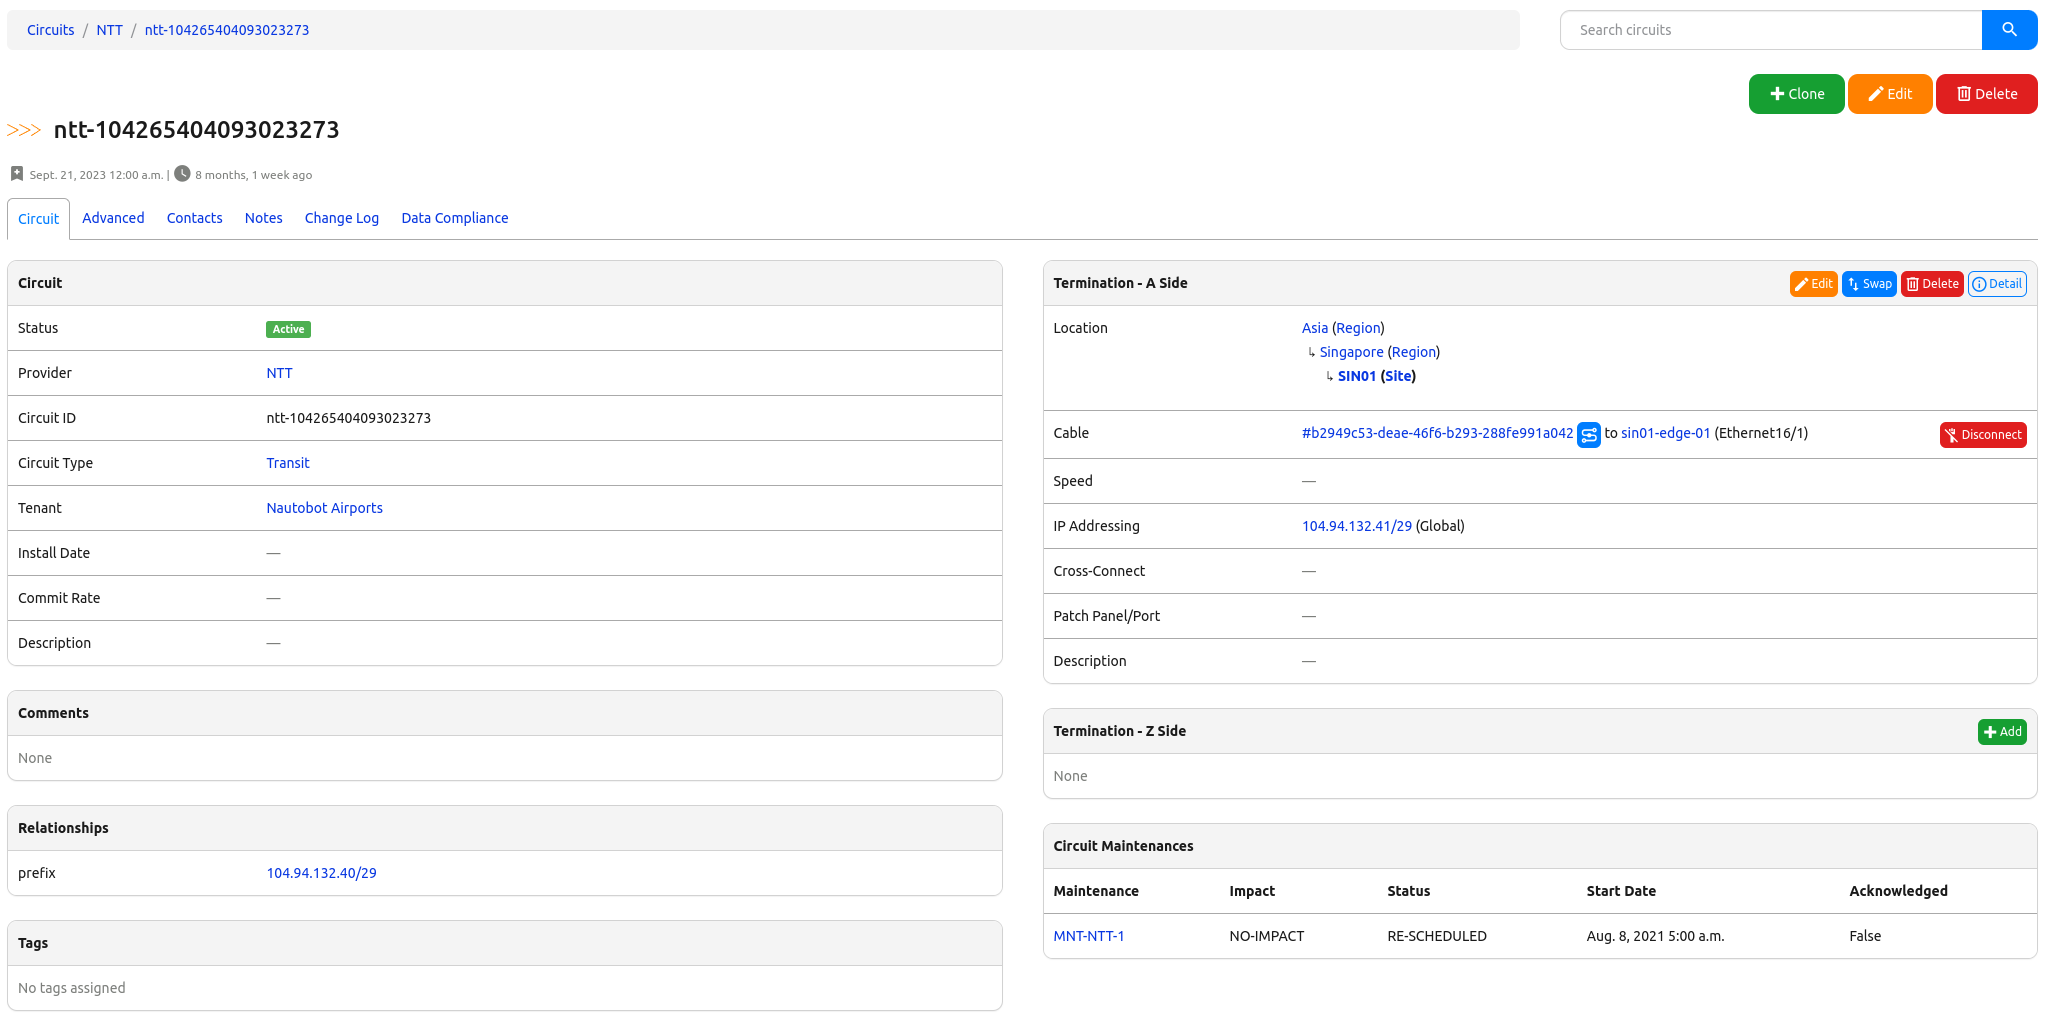 Circuits / NTT / ntt-104265404093023273
Search circuits
Clone Edit Delete
>>> ntt-104265404093023273
Sept. 21, 2023 12:00 a.m. | 8 months, 1 week ago
Circuit Advanced Contacts Notes Change Log Data Compliance
Circuit
Status Active
Provider NTT
Circuit ID ntt-104265404093023273
Circuit Type Transit
Tenant Nautobot Airports
Install Date —
Commit Rate —
Description —
Comments
None
Relationships
prefix 104.94.132.40/29
Tags
No tags assigned
Termination - A Side Edit Swap Delete Detail
Location Asia (Region)
↳ Singapore (Region)
↳ SIN01 (Site)
Cable #b2949c53-deae-46f6-b293-288fe991a042 to sin01-edge-01 (Ethernet16/1) Disconnect
Speed —
IP Addressing 104.94.132.41/29 (Global)
Cross-Connect —
Patch Panel/Port —
Description —
Termination - Z Side Add
None
Circuit Maintenances
Maintenance Impact Status Start Date Acknowledged
MNT-NTT-1 NO-IMPACT RE-SCHEDULED Aug. 8, 2021 5:00 a.m. False